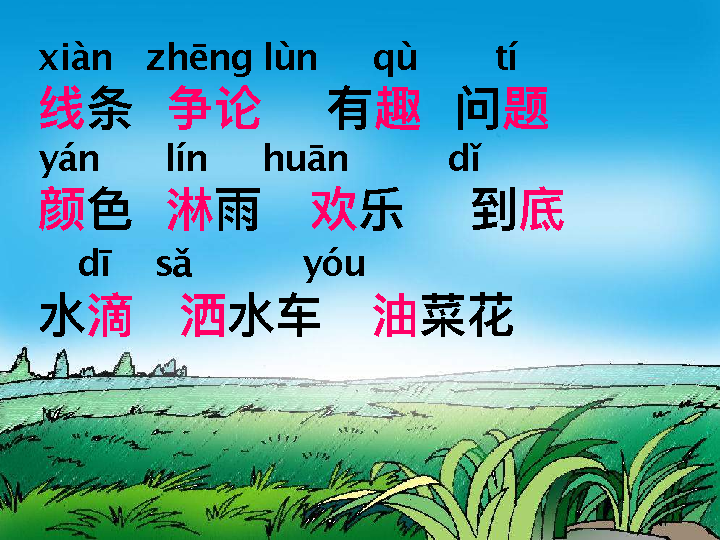 xiàn zhēng lùn qù tí
线条 争论 有趣 问题
yán lín huān dǐ
颜色 淋雨 欢乐 到底
dī sǎ yóu
水滴 洒水车 油菜花